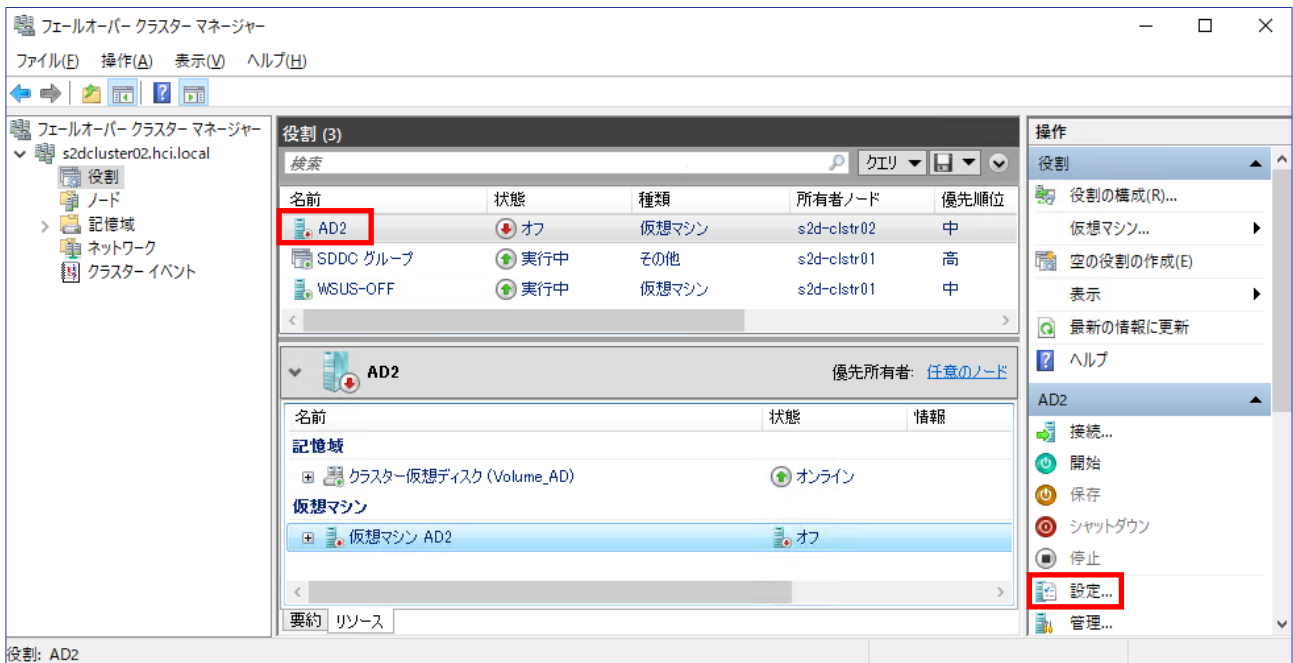 フェールオーバー クラスター マネージャー
ファイル(F) 操作(A) 表示(V) ヘルプ(H)
フェールオーバー クラスター マネージャー
s2dcluster02.hci.local
役割
ノード
記憶域
ネットワーク
クラスター イベント
役割 (3)
検索
クエリ
名前 状態 種類 所有者ノード 優先順位
AD2 オフ 仮想マシン s2d-clstr02 中
SDDC グループ 実行中 その他 s2d-clstr01 高
WSUS-OFF 実行中 仮想マシン s2d-clstr01 中
AD2 優先所有者: 任意のノード
名前 状態 情報
記憶域
クラスター仮想ディスク (Volume_AD) オンライン
仮想マシン
仮想マシン AD2 オフ
要約 リソース
操作
役割
役割の構成(R)...
仮想マシン...
空の役割の作成(E)
表示
最新の情報に更新
ヘルプ
AD2
接続...
開始
保存
シャットダウン
停止
設定...
管理...
役割: AD2